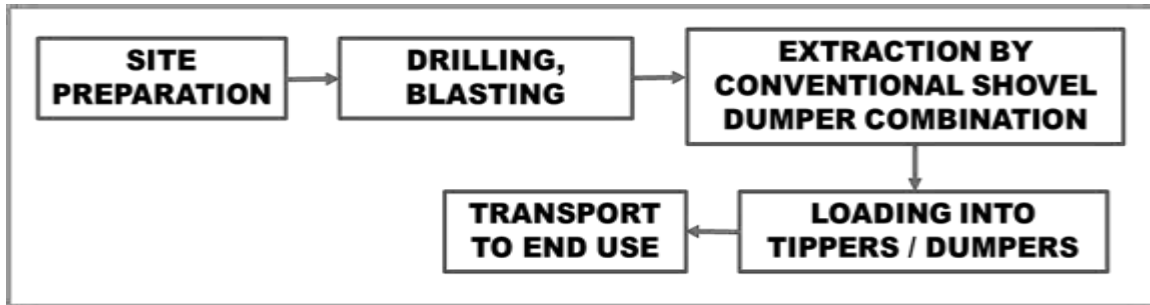 SITE
PREPARATION
DRILLING,
BLASTING
EXTRACTION BY
CONVENTIONAL SHOVEL
DUMPER COMBINATION
LOADING INTO
TIPPERS / DUMPERS
TRANSPORT
TO END USE